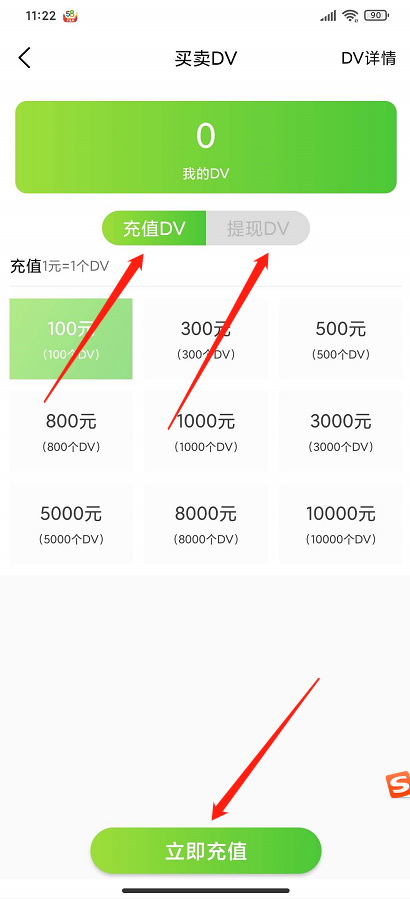 11:22 58 90
买卖DV DV详情
0
我的DV
充值DV 提现DV
充值1元=1个DV
100元 300元 500元
(100个DV) (300个DV) (500个DV)
800元 1000元 3000元
(800个DV) (1000个DV) (3000个DV)
5000元 8000元 10000元
(5000个DV) (8000个DV) (10000个DV)
S
立即充值